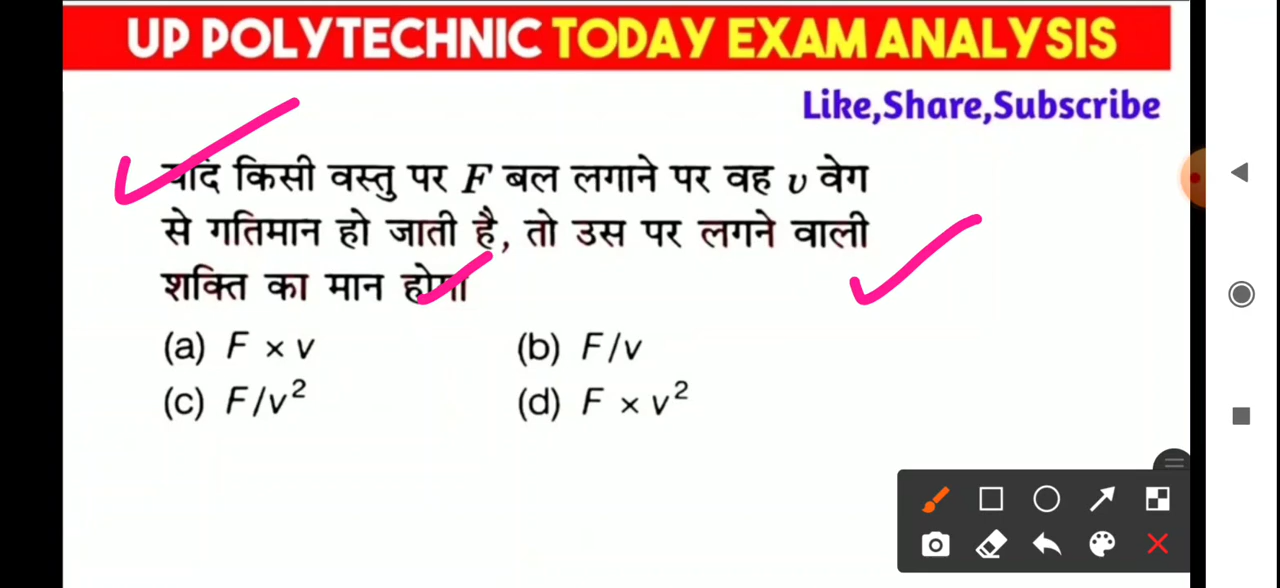 UP POLYTECHNIC TODAY EXAM ANALYSIS
Like,Share,Subscribe
यदि किसी वस्तु पर F बल लगाने पर वह v वेग
से गतिमान हो जाती है, तो उस पर लगने वाली
शक्ति का मान होगा
(a) F × v (b) F/v
(c) F/v² (d) F × v²